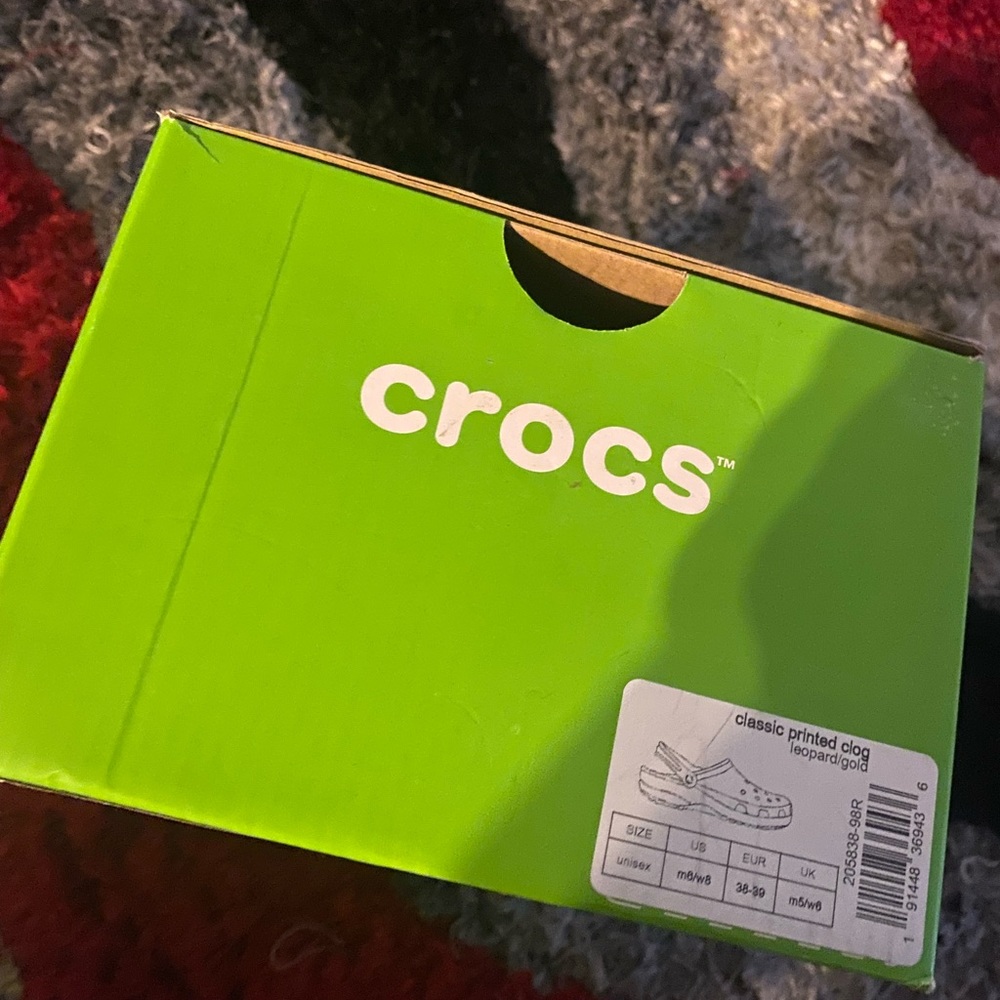 crocs™
classic printed clog
leopard/gold
SIZE US EUR UK
unisex m6/w8 38-39 m5/w6
205838-98R
1 91448 36943 6